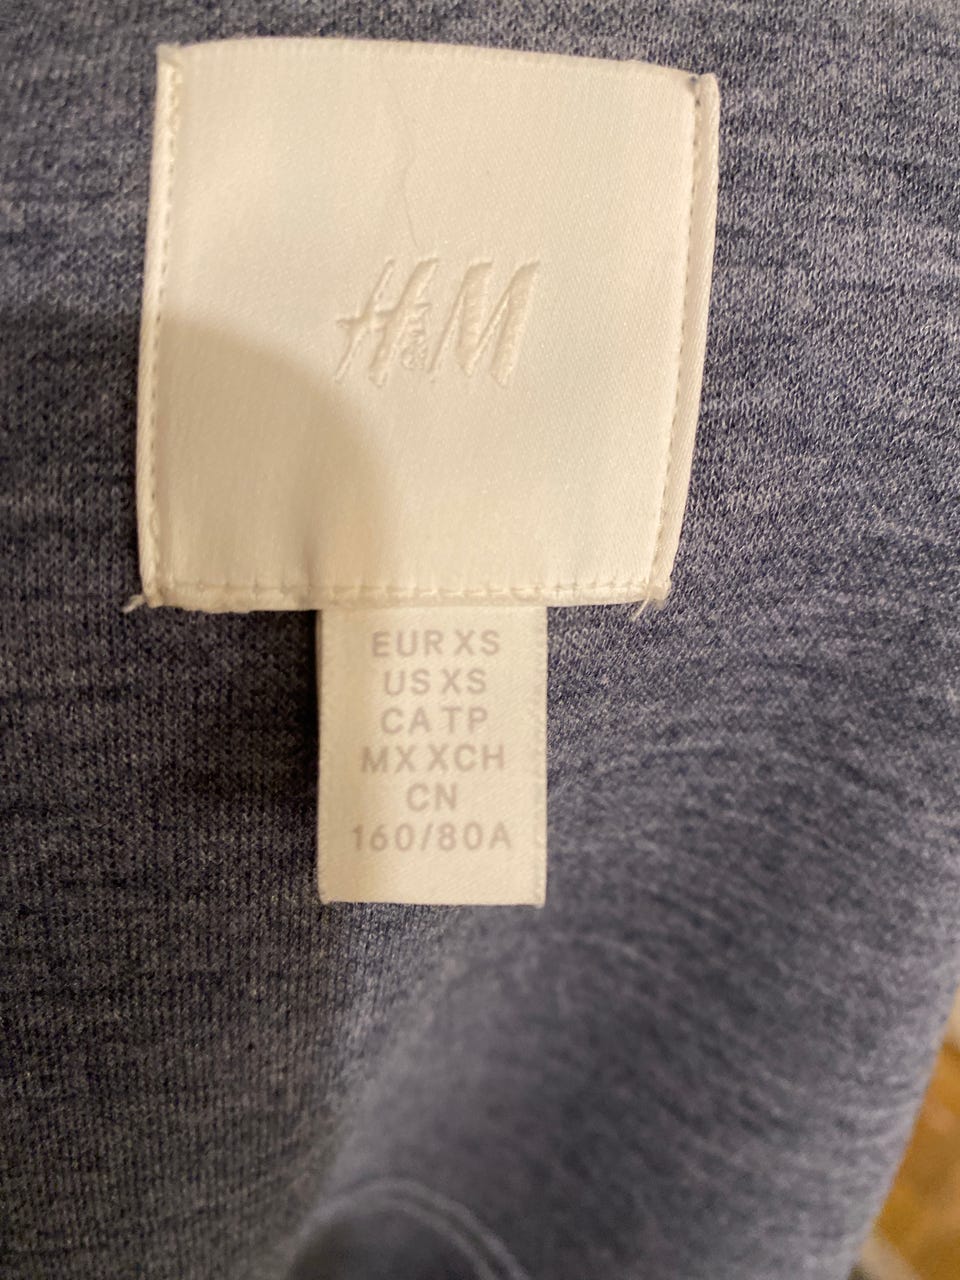 H&M
EUR XS
US XS
CA TP
MX XCH
CN
160/80A